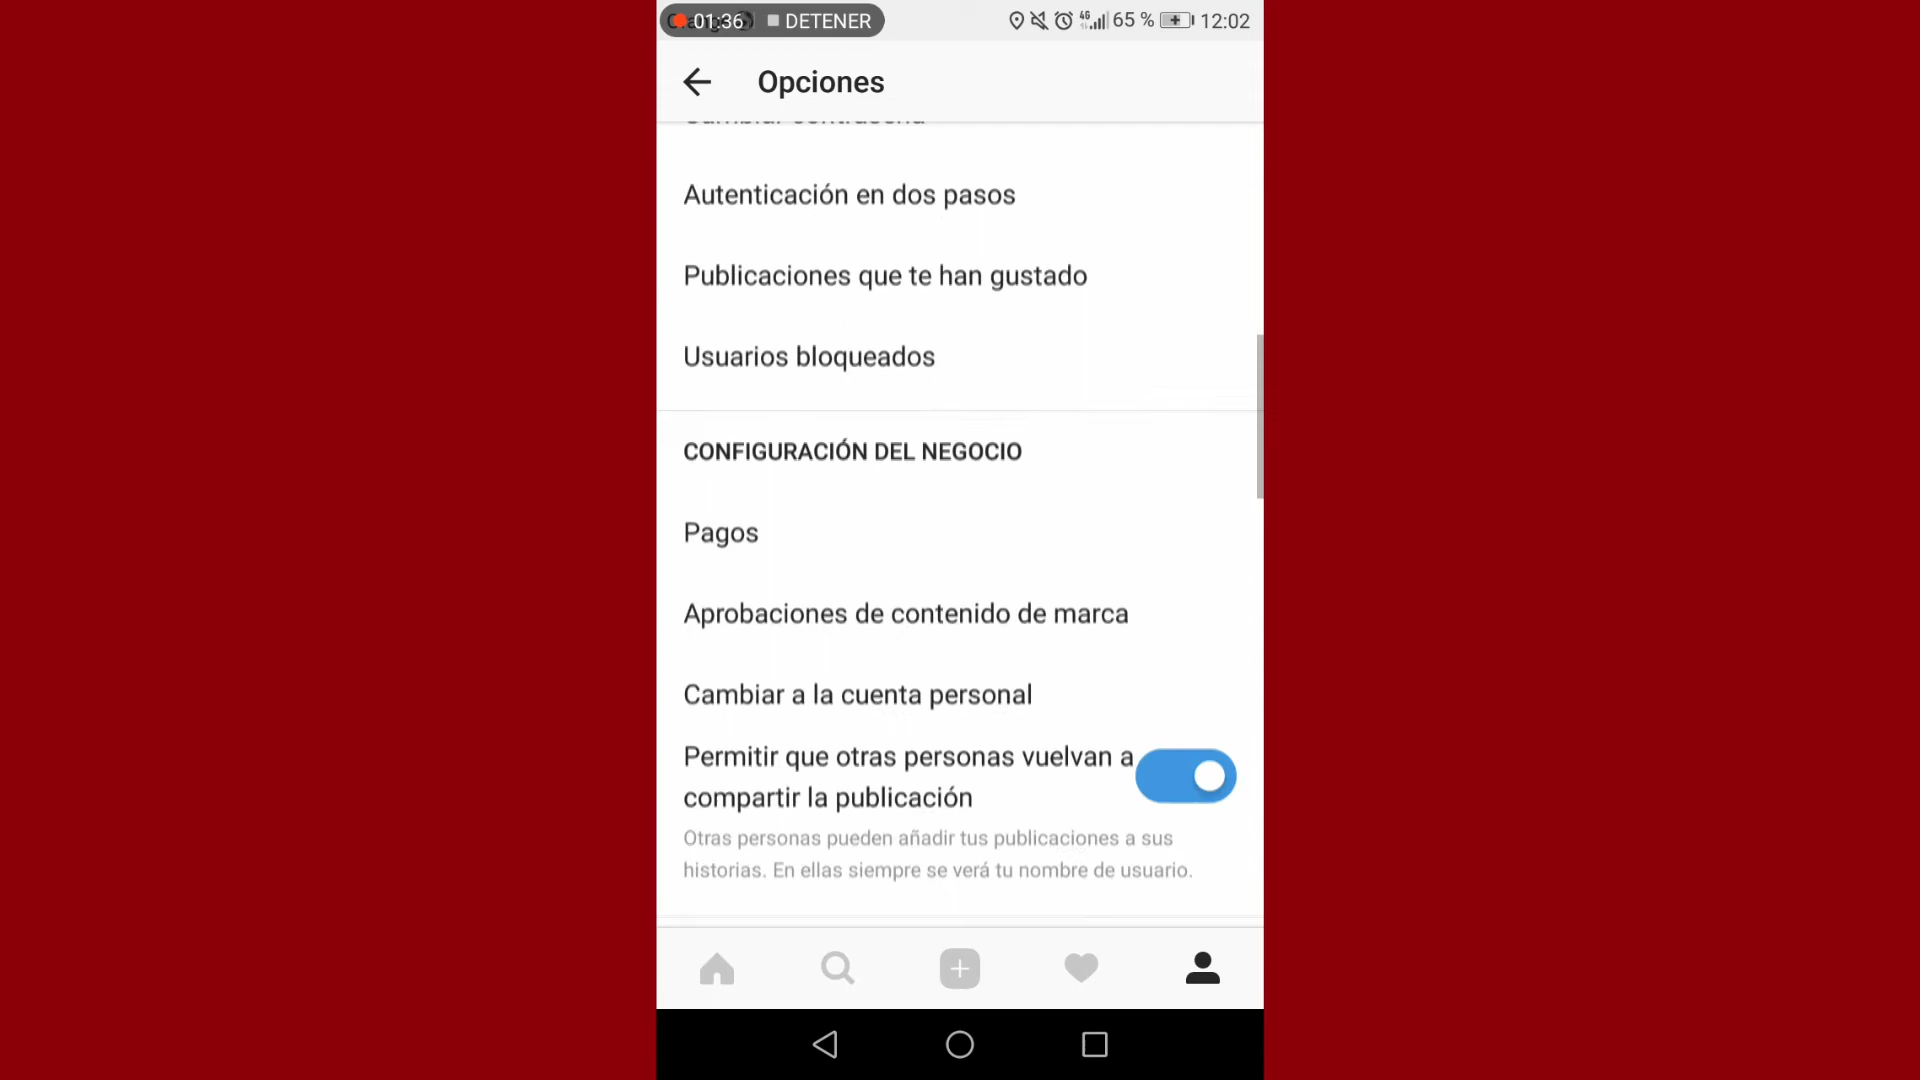 01:36 DETENER 4G 65 % 12:02
Opciones
Autenticación en dos pasos
Publicaciones que te han gustado
Usuarios bloqueados
CONFIGURACIÓN DEL NEGOCIO
Pagos
Aprobaciones de contenido de marca
Cambiar a la cuenta personal
Permitir que otras personas vuelvan a
compartir la publicación
Otras personas pueden añadir tus publicaciones a sus
historias. En ellas siempre se verá tu nombre de usuario.